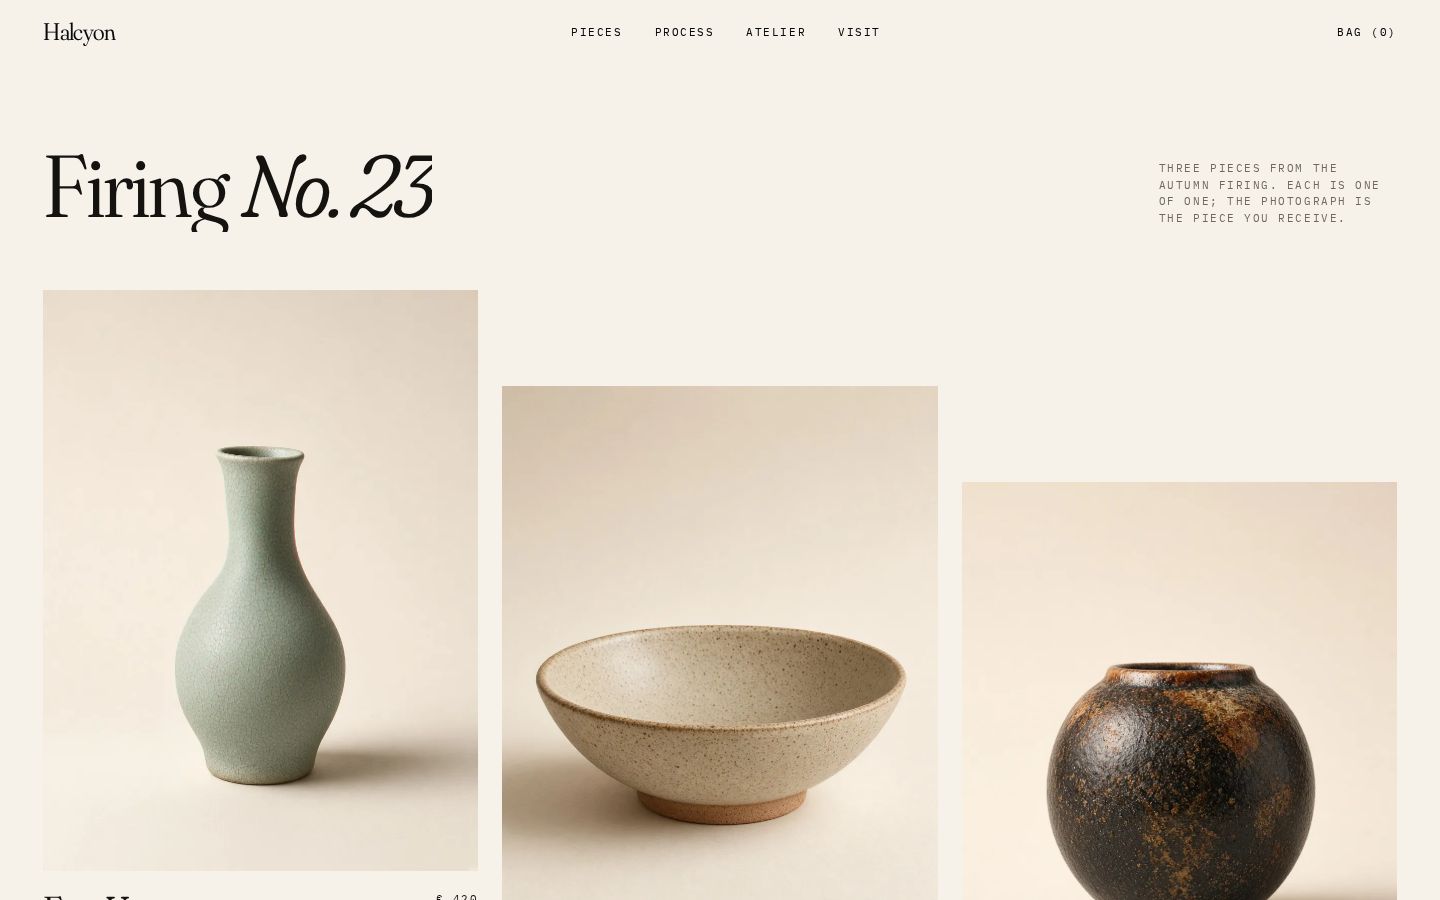 Halcyon
PIECES PROCESS ATELIER VISIT
BAG (0)
Firing No. 23
THREE PIECES FROM THE
AUTUMN FIRING. EACH IS ONE
OF ONE; THE PHOTOGRAPH IS
THE PIECE YOU RECEIVE.
€ 420